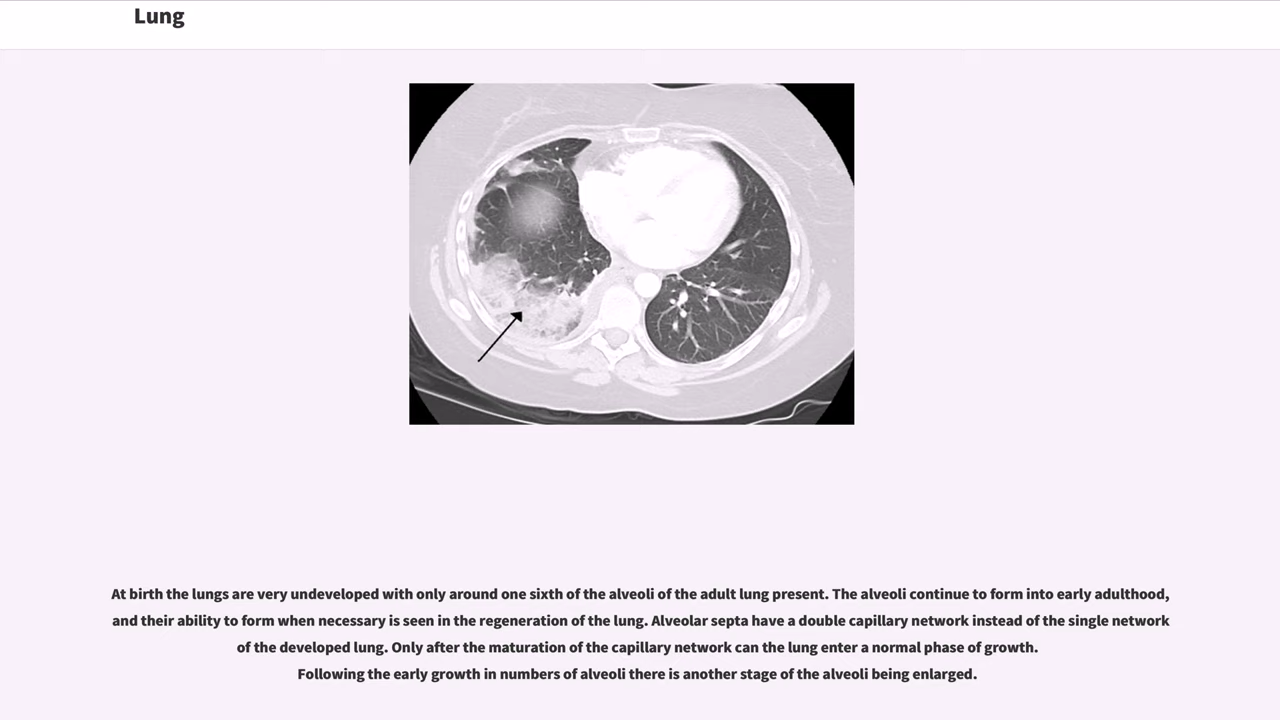 Lung
At birth the lungs are very undeveloped with only around one sixth of the alveoli of the adult lung present. The alveoli continue to form into early adulthood,
and their ability to form when necessary is seen in the regeneration of the lung. Alveolar septa have a double capillary network instead of the single network
of the developed lung. Only after the maturation of the capillary network can the lung enter a normal phase of growth.
Following the early growth in numbers of alveoli there is another stage of the alveoli being enlarged.